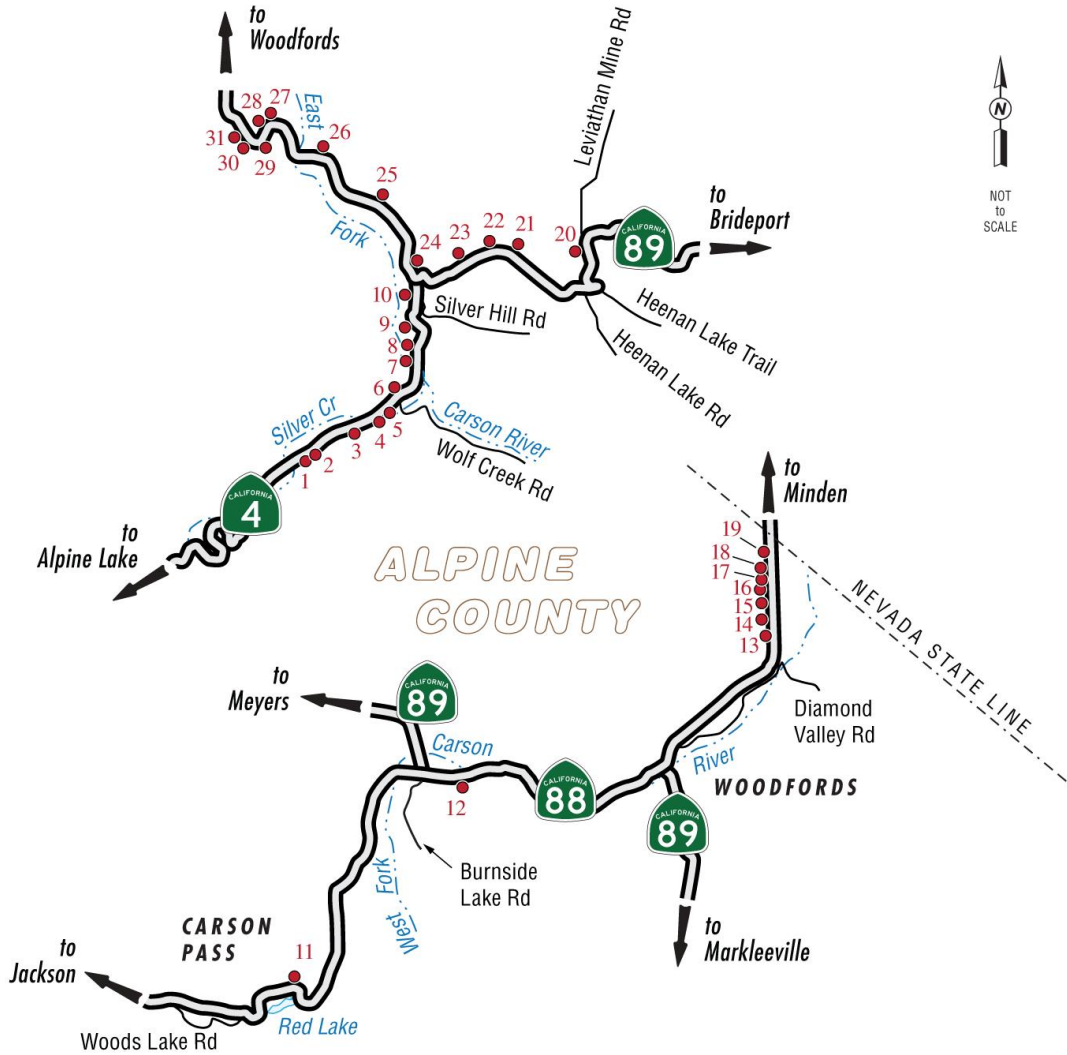 to
Woodfords
28
27
31
30
29
East
26
25
Fork
Leviathan Mine Rd
N
NOT
to
SCALE
to
Brideport
CALIFORNIA
89
24
23
22
21
20
10
Silver Hill Rd
Heenan Lake Trail
Heenan Lake Rd
9
8
7
6
Silver Cr
5
4
3
2
1
Carson River
Wolf Creek Rd
CALIFORNIA
4
to
Alpine Lake
ALPINE
COUNTY
to
Minden
19
18
17
16
15
14
13
NEVADA STATE LINE
Diamond
Valley Rd
River
WOODFORDS
to
Meyers
CALIFORNIA
89
Carson
12
CALIFORNIA
88
CALIFORNIA
89
to
Markleeville
Burnside
Lake Rd
West Fork
CARSON
PASS
11
to
Jackson
Red Lake
Woods Lake Rd